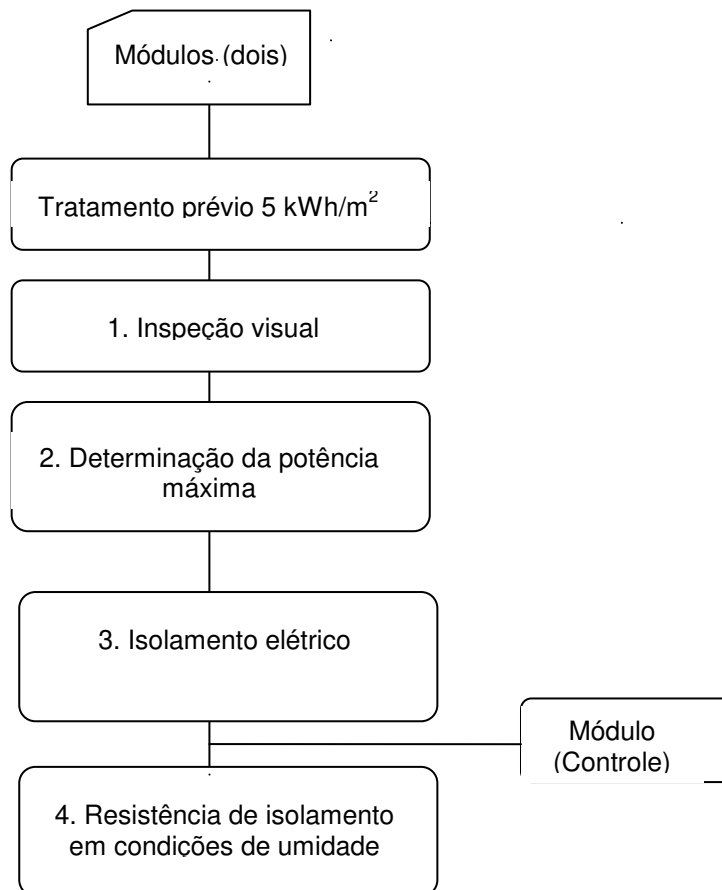 Módulos (dois)
Tratamento prévio 5 kWh/m²
1. Inspeção visual
2. Determinação da potência
máxima
3. Isolamento elétrico
Módulo
(Controle)
4. Resistência de isolamento
em condições de umidade